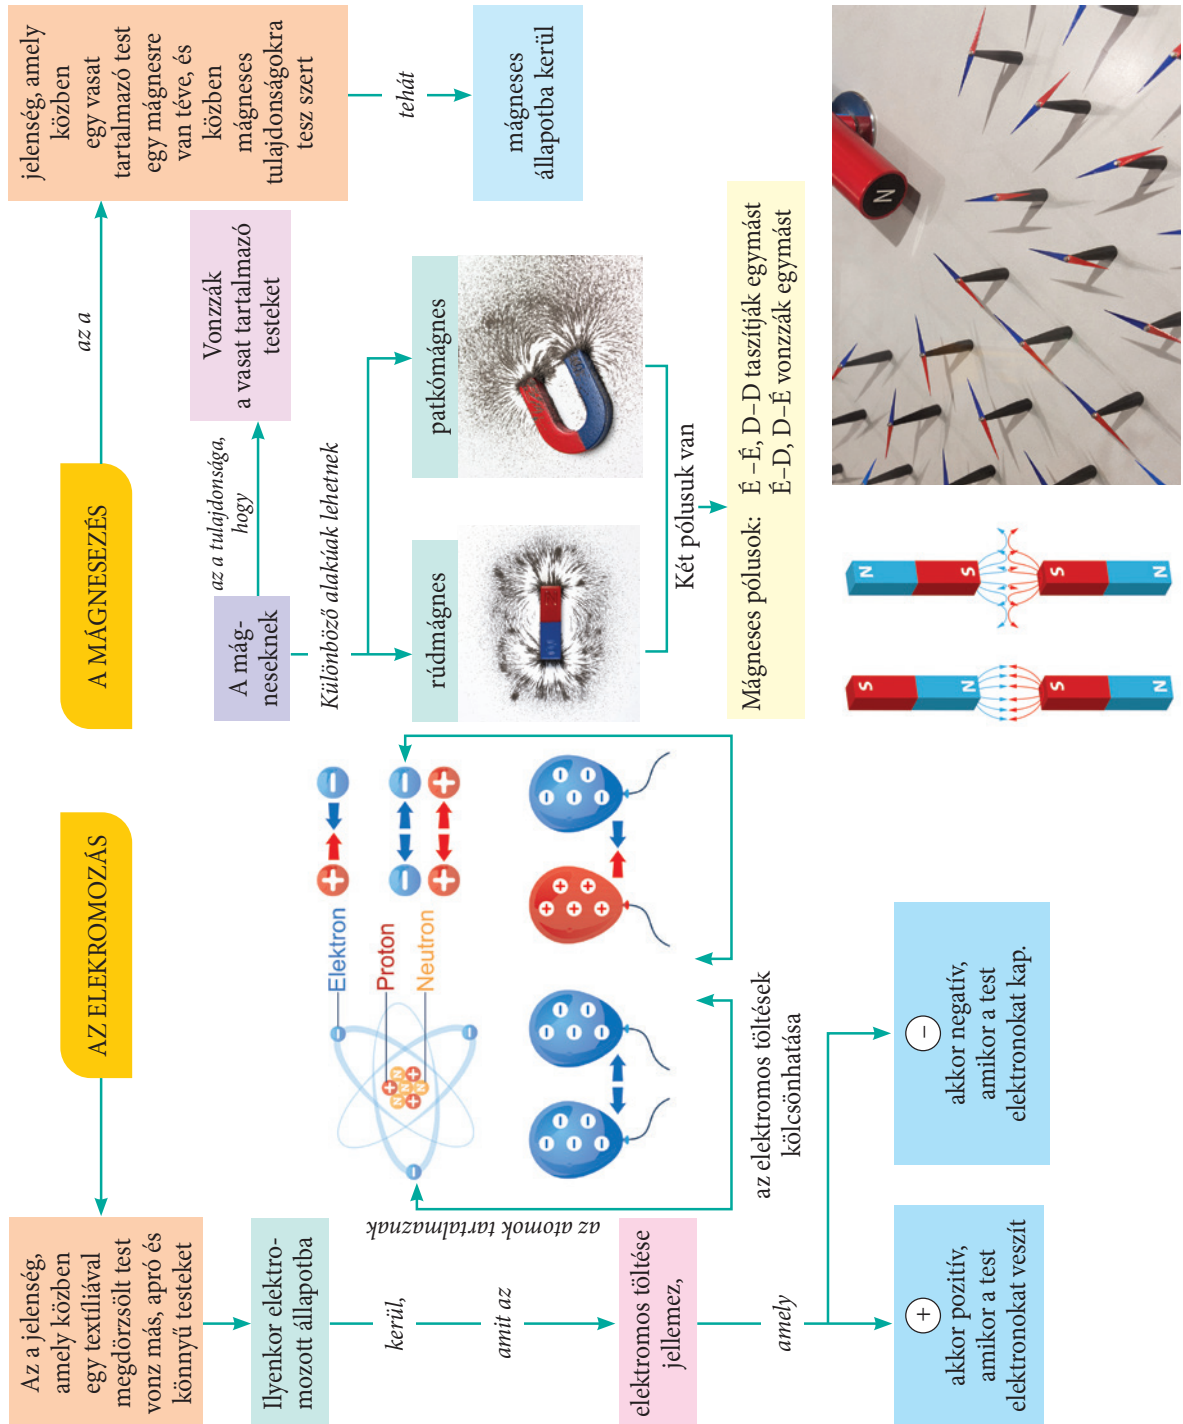 AZ ELEKROMOZÁS
Az a jelenség,
amely közben
egy textíliával
megdörzsölt test
vonz más, apró és
könnyű testeket
Ilyenkor elektro-
mozott állapotba
kerül,
amit az
elektromos töltése
jellemez,
amely
+
akkor pozitív,
amikor a test
elektronokat veszít
−
akkor negatív,
amikor a test
elektronokat kap.
az atomok tartalmaznak
Elektron
Proton
Neutron
az elektromos töltések
kölcsönhatása
A MÁGNESEZÉS
az a
jelenség, amely
közben
egy vasat
tartalmazó test
egy mágnesre
van téve, és
közben
mágneses
tulajdonságokra
tesz szert
tehát
mágneses
állapotba kerül
A mág-
neseknek
az a tulajdonsága,
hogy
Vonzzák
a vasat tartalmazó
testeket
Különböző alakúak lehetnek
rúdmágnes
patkómágnes
Két pólusuk van
Mágneses pólusok: É –É, D–D taszítják egymást
É–D, D–É vonzzák egymást
S
N
S
N
N
S
S
N
N